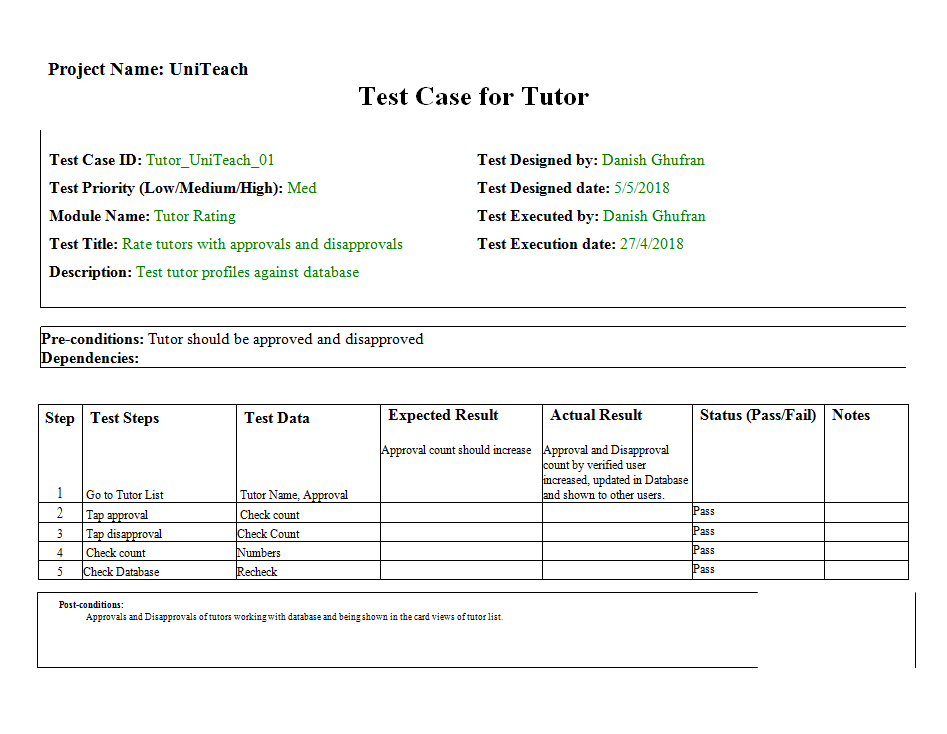 Project Name: UniTeach
Test Case for Tutor
Test Case ID: Tutor_UniTeach_01
Test Designed by: Danish Ghufran
Test Priority (Low/Medium/High): Med
Test Designed date: 5/5/2018
Module Name: Tutor Rating
Test Executed by: Danish Ghufran
Test Title: Rate tutors with approvals and disapprovals
Test Execution date: 27/4/2018
Description: Test tutor profiles against database
Pre-conditions: Tutor should be approved and disapproved
Dependencies:
Step Test Steps Test Data Expected Result Actual Result Status (Pass/Fail) Notes
1 Go to Tutor List Tutor Name, Approval Approval count should increase
Approval and Disapproval
count by verified user
increased, updated in Database
and shown to other users.
2 Tap approval Check count Pass
3 Tap disapproval Check Count Pass
4 Check count Numbers Pass
5 Check Database Recheck Pass
Post-conditions:
Approvals and Disapprovals of tutors working with database and being shown in the card views of tutor list.